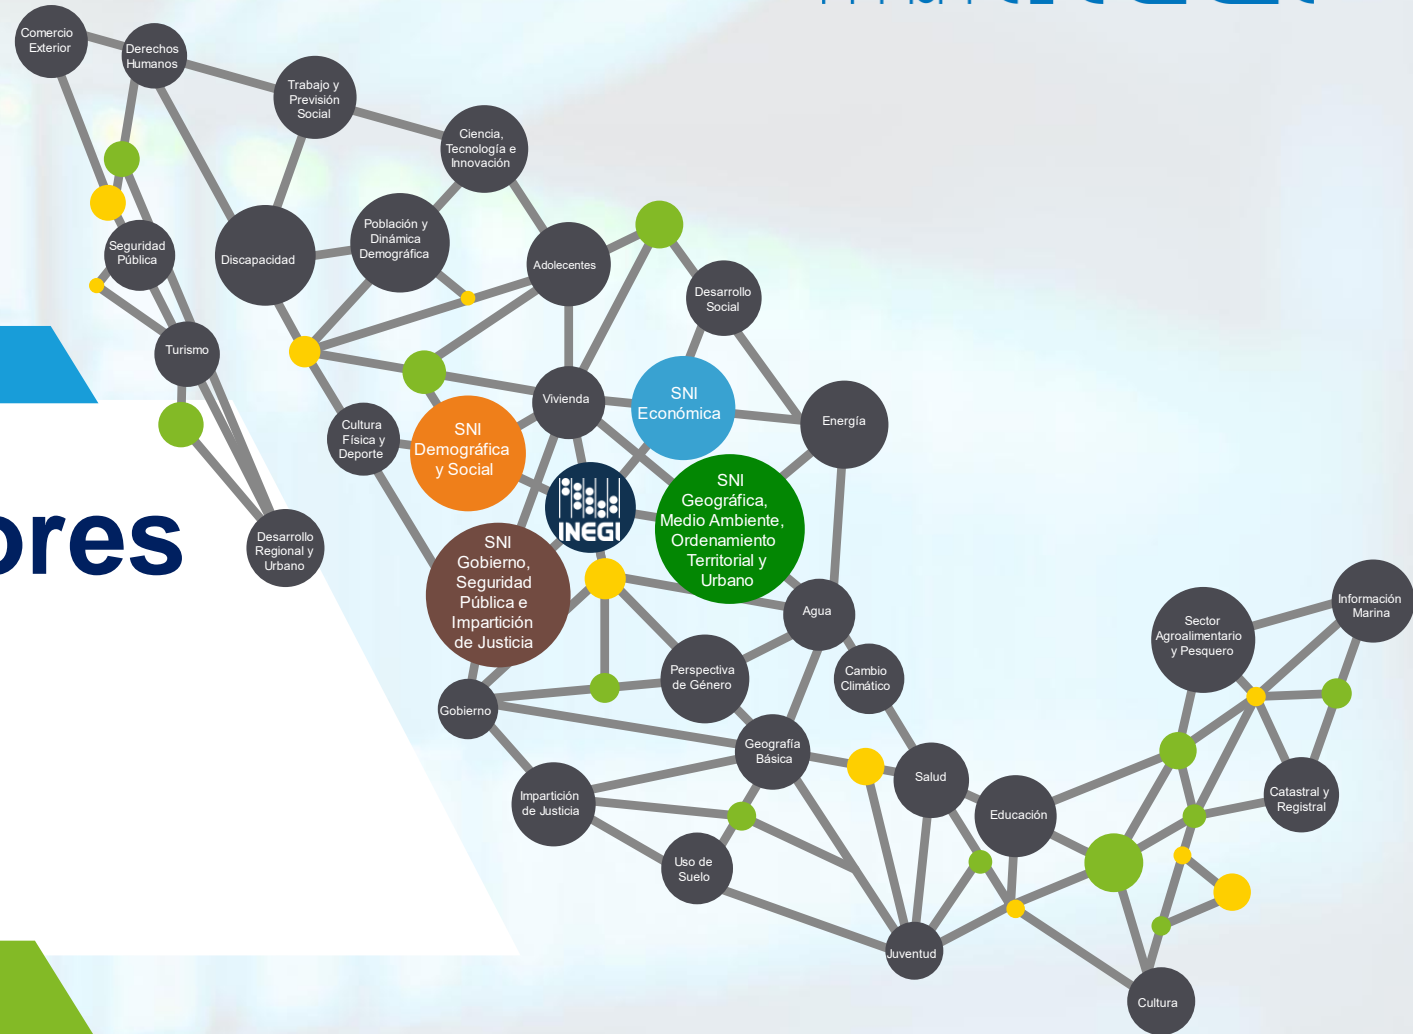 Comercio
Exterior
Derechos
Humanos
Trabajo y
Previsión
Social
Ciencia,
Tecnología e
Innovación
Seguridad
Pública
Discapacidad
Población y
Dinámica
Demográfica
Adolecentes
Desarrollo
Social
Turismo
Vivienda
SNI
Económica
Energía
Cultura
Física y
Deporte
SNI
Demográfica
y Social
INEGI
SNI
Geográfica,
Medio Ambiente,
Ordenamiento
Territorial y
Urbano
ores
Desarrollo
Regional y
Urbano
SNI
Gobierno,
Seguridad
Pública e
Impartición
de Justicia
Agua
Sector
Agroalimentario
y Pesquero
Información
Marina
Perspectiva
de Género
Cambio
Climático
Gobierno
Geografía
Básica
Salud
Impartición
de Justicia
Educación
Catastral y
Registral
Uso de
Suelo
Juventud
Cultura